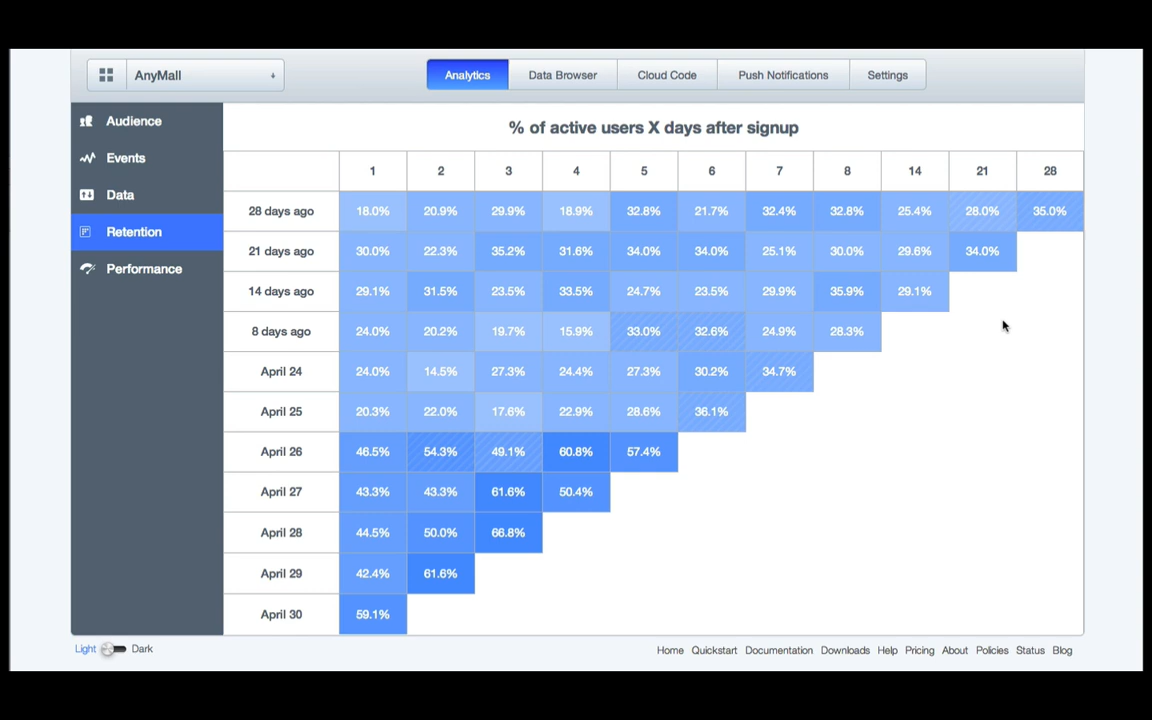 AnyMall
Analytics Data Browser Cloud Code Push Notifications Settings
Audience
Events
Data
Retention
Performance
% of active users X days after signup
1 2 3 4 5 6 7 8 14 21 28
28 days ago 18.0% 20.9% 29.9% 18.9% 32.8% 21.7% 32.4% 32.8% 25.4% 28.0% 35.0%
21 days ago 30.0% 22.3% 35.2% 31.6% 34.0% 34.0% 25.1% 30.0% 29.6% 34.0%
14 days ago 29.1% 31.5% 23.5% 33.5% 24.7% 23.5% 29.9% 35.9% 29.1%
8 days ago 24.0% 20.2% 19.7% 15.9% 33.0% 32.6% 24.9% 28.3%
April 24 24.0% 14.5% 27.3% 24.4% 27.3% 30.2% 34.7%
April 25 20.3% 22.0% 17.6% 22.9% 28.6% 36.1%
April 26 46.5% 54.3% 49.1% 60.8% 57.4%
April 27 43.3% 43.3% 61.6% 50.4%
April 28 44.5% 50.0% 66.8%
April 29 42.4% 61.6%
April 30 59.1%
Light Dark
Home Quickstart Documentation Downloads Help Pricing About Policies Status Blog